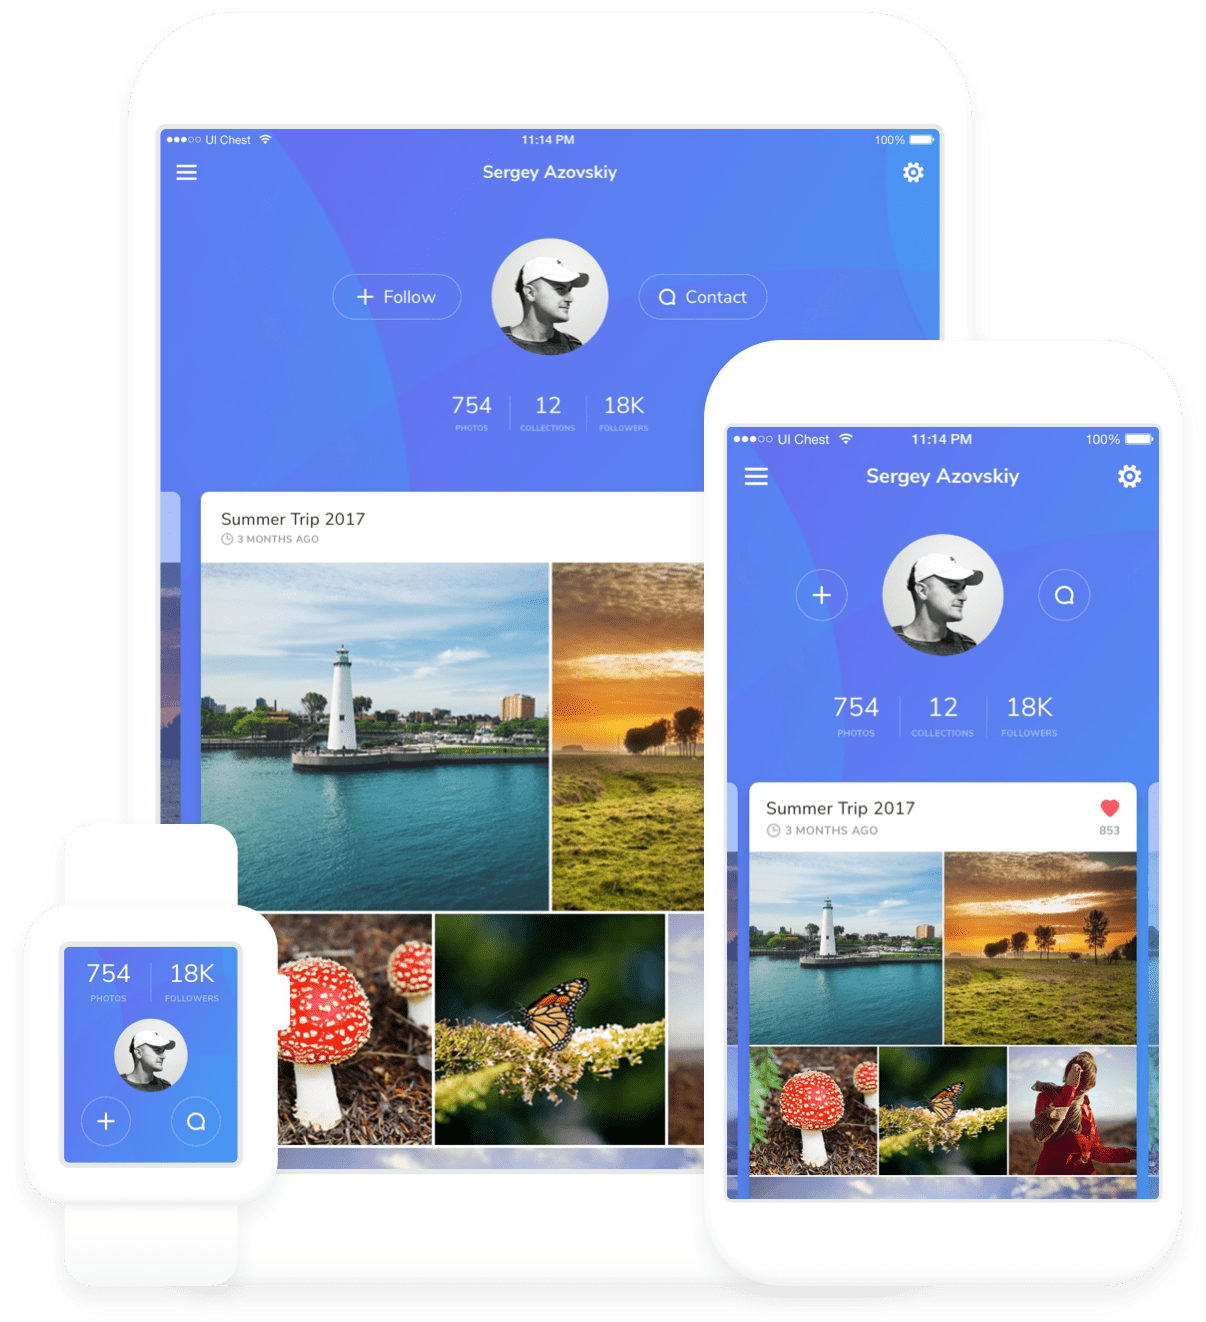 UI Chest 11:14 PM 100%
Sergey Azovskiy
Follow Contact
754 12 18K
PHOTOS COLLECTIONS FOLLOWERS
Summer Trip 2017
3 MONTHS AGO
UI Chest 11:14 PM 100%
Sergey Azovskiy
754 12 18K
PHOTOS COLLECTIONS FOLLOWERS
Summer Trip 2017
3 MONTHS AGO 853
754 18K
PHOTOS FOLLOWERS